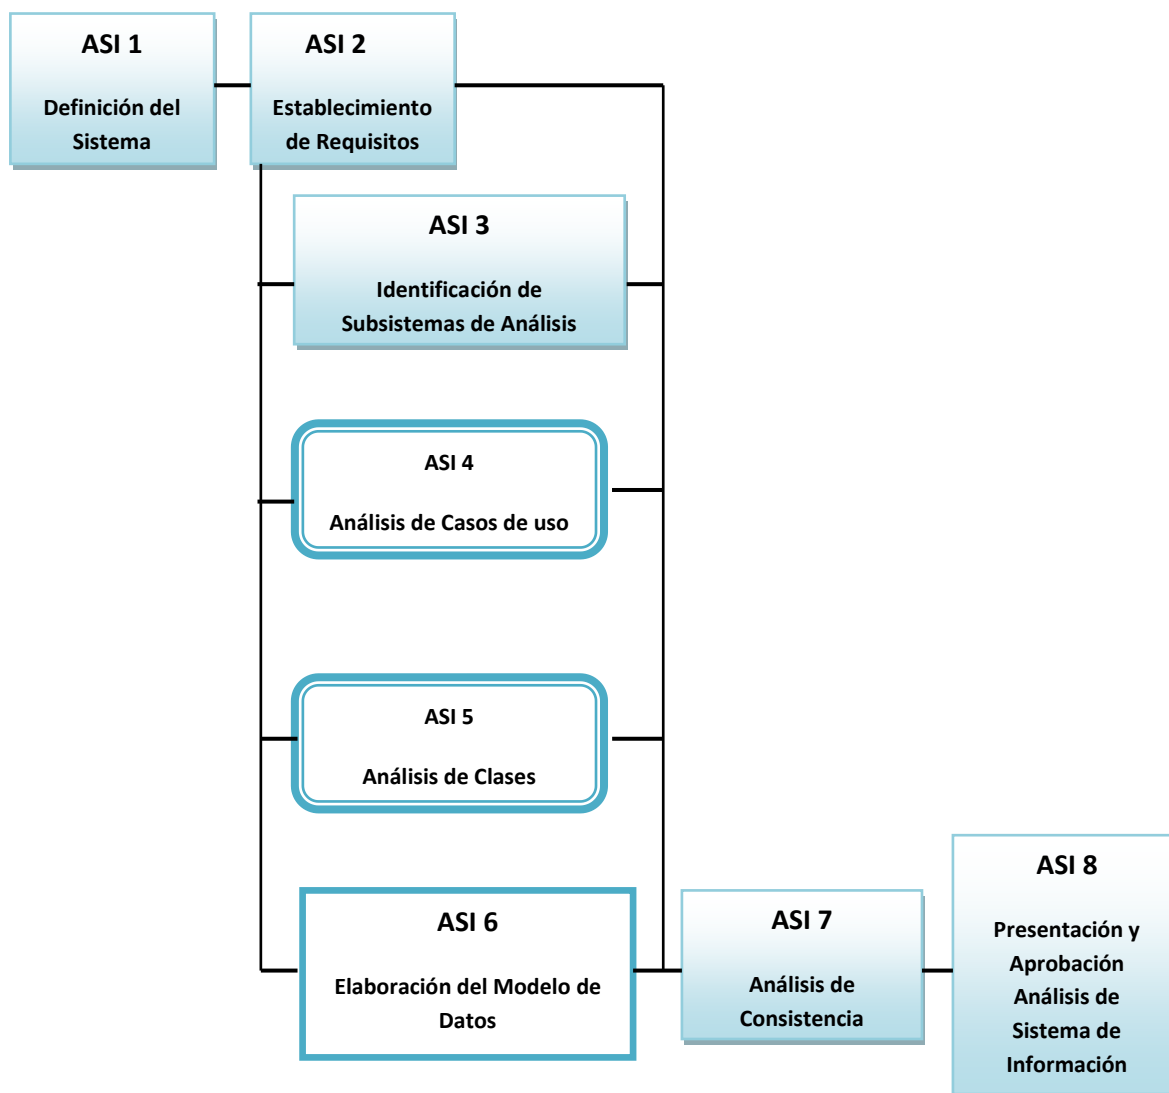 ASI 1
Definición del
Sistema
ASI 2
Establecimiento
de Requisitos
ASI 3
Identificación de
Subsistemas de Análisis
ASI 4
Análisis de Casos de uso
ASI 5
Análisis de Clases
ASI 6
Elaboración del Modelo de
Datos
ASI 7
Análisis de
Consistencia
ASI 8
Presentación y
Aprobación
Análisis de
Sistema de
Información